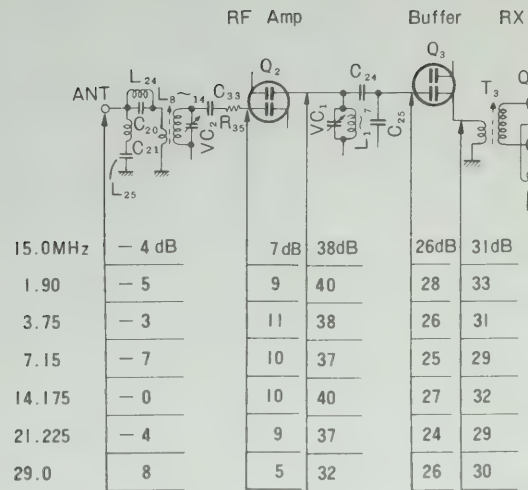 RF Amp Buffer RX
Q₃
L₂₄ Q₂
L₈~₁₄ C₃₃ C₂₄ T₃ Q
ANT
C₂₀ VC₂ R₃₅ VC₁ L₁~₇ C₂₅
C₂₁
L₂₅
15.0MHz − 4 dB 7 dB 38dB 26dB 31dB
1.90 − 5 9 40 28 33
3.75 − 3 11 38 26 31
7.15 − 7 10 37 25 29
14.175 − 0 10 40 27 32
21.225 − 4 9 37 24 29
29.0 8 5 32 26 30